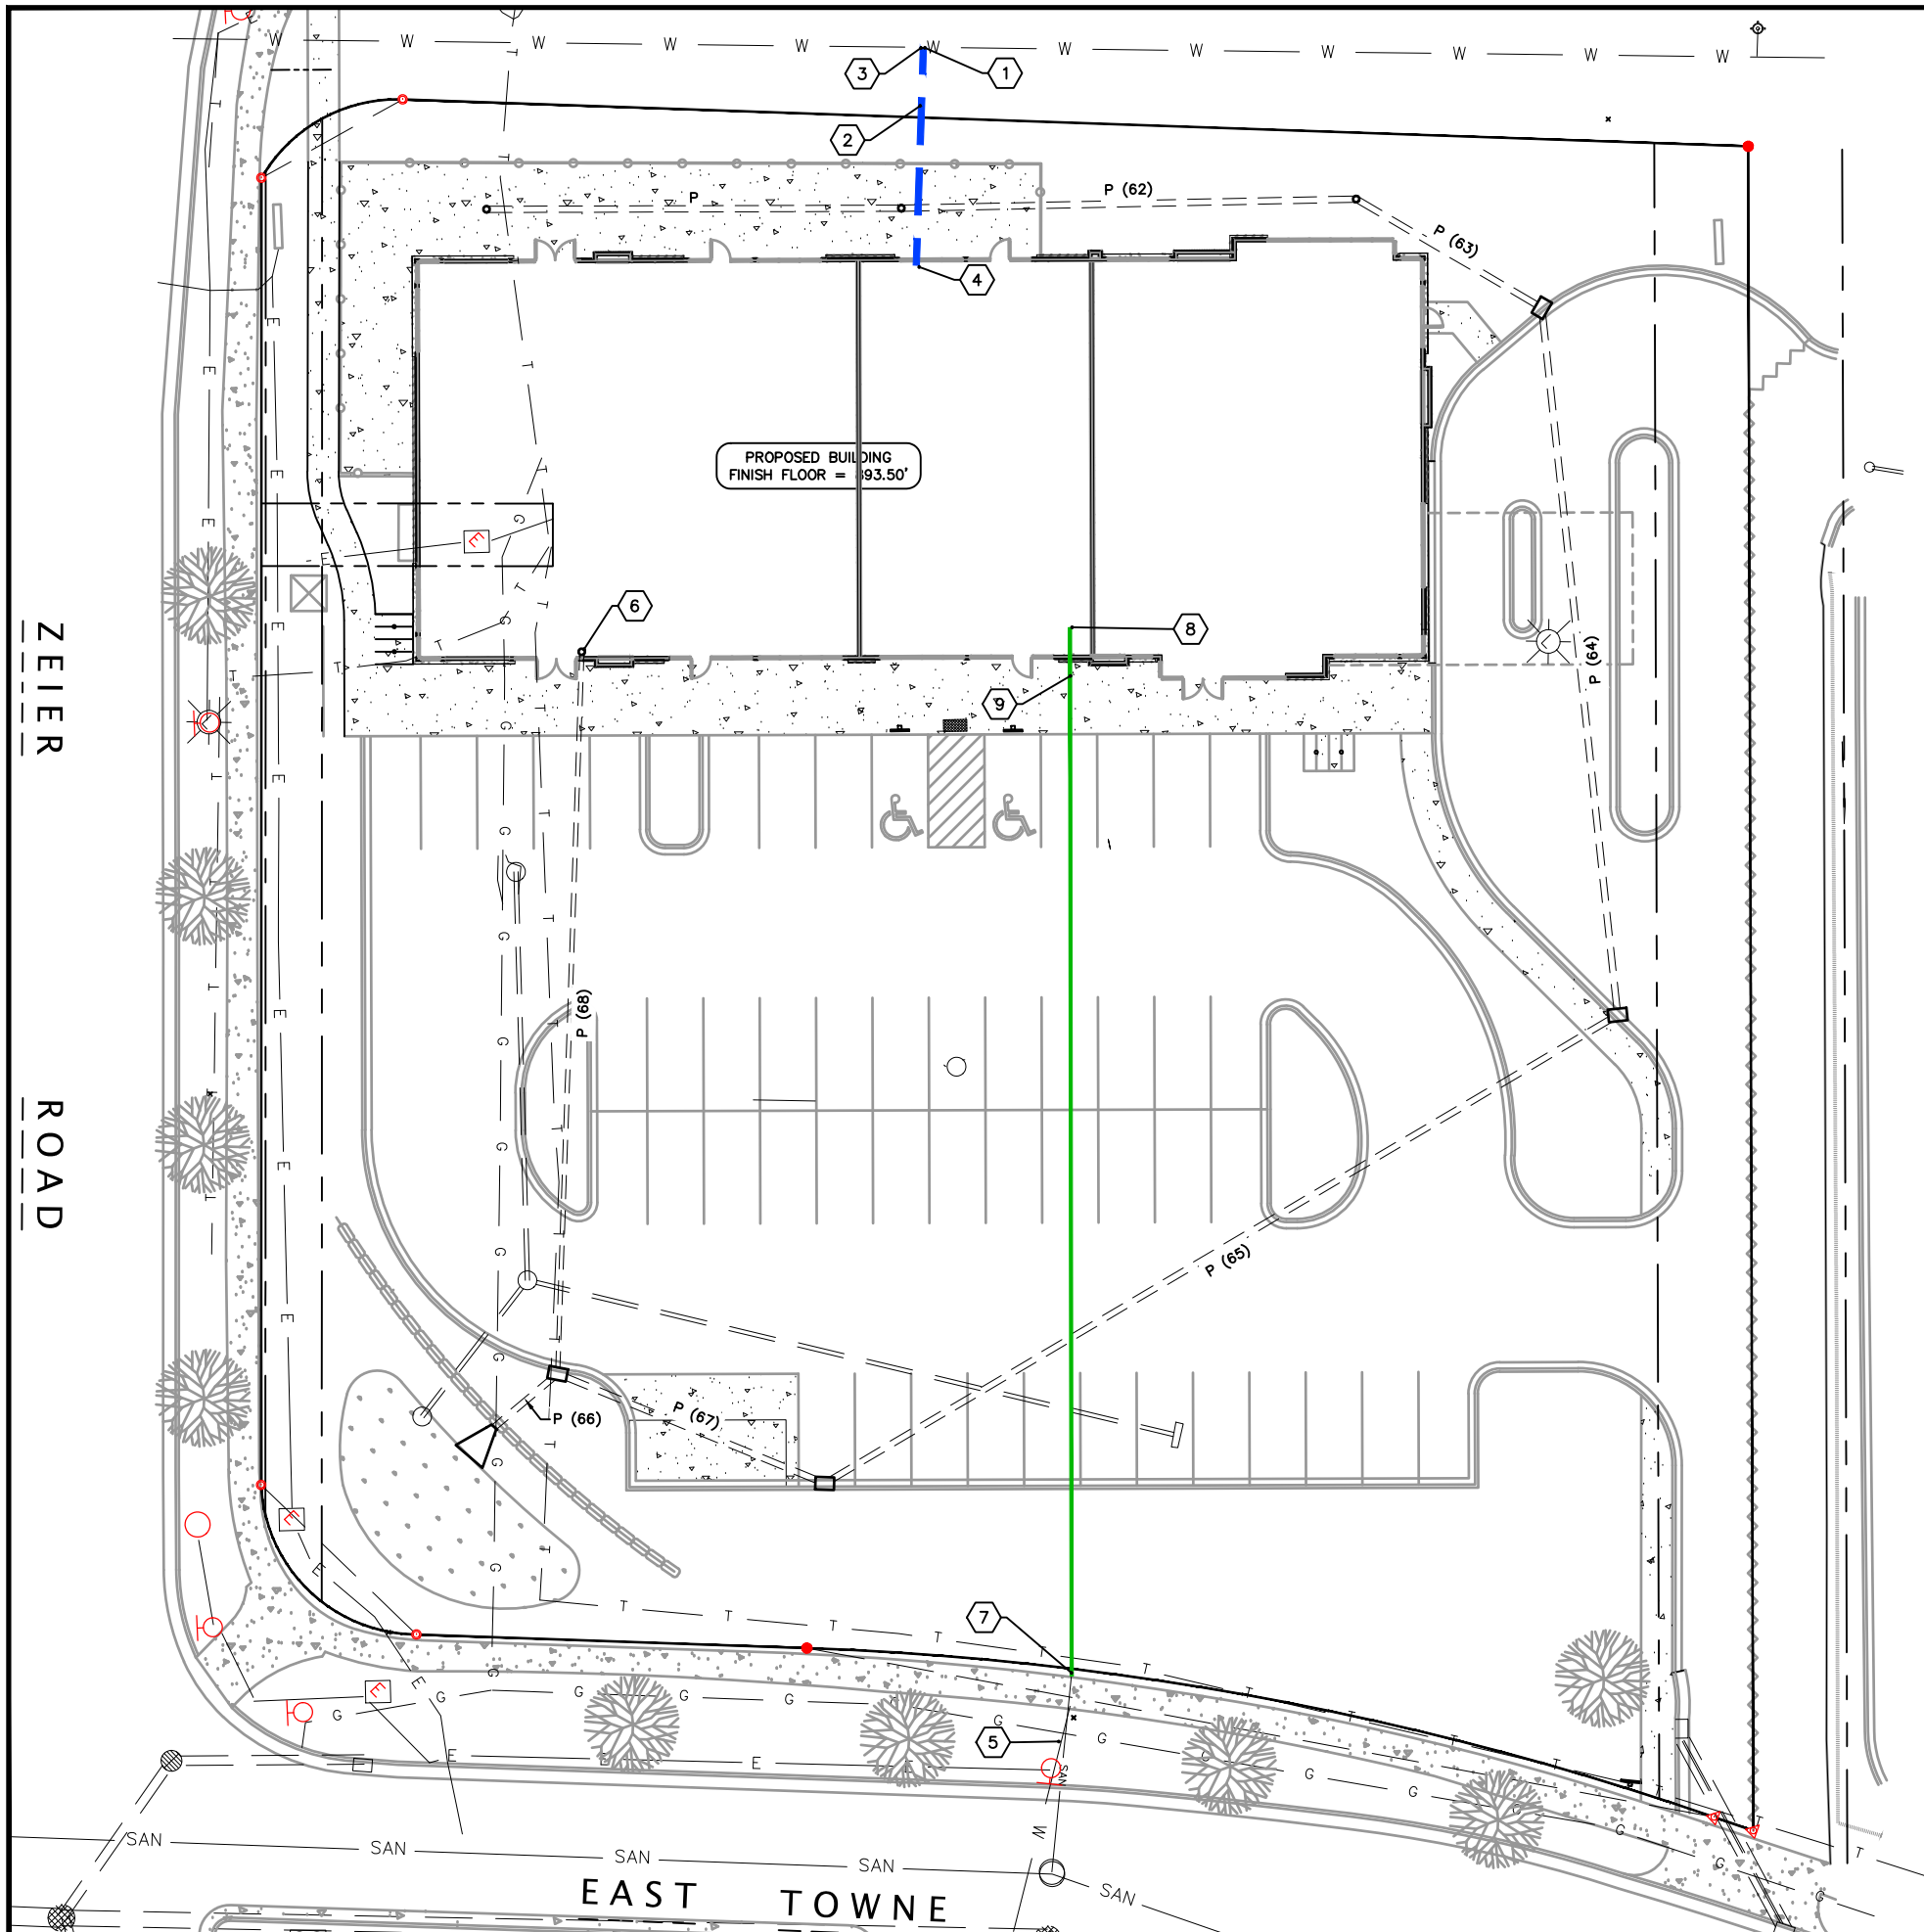 W W W W W W W W W W W W
3
1
2
P
P (62)
P (63)
4
PROPOSED BUILDING
FINISH FLOOR = 893.50'
6
8
9
P (64)
ZEIER ROAD
P (68)
P (65)
P (66)
P (67)
7
5
T T T T T T T T T T
G G G G G G G G G G
E E E E
SAN
W
SAN SAN SAN SAN SAN
EAST TOWNE